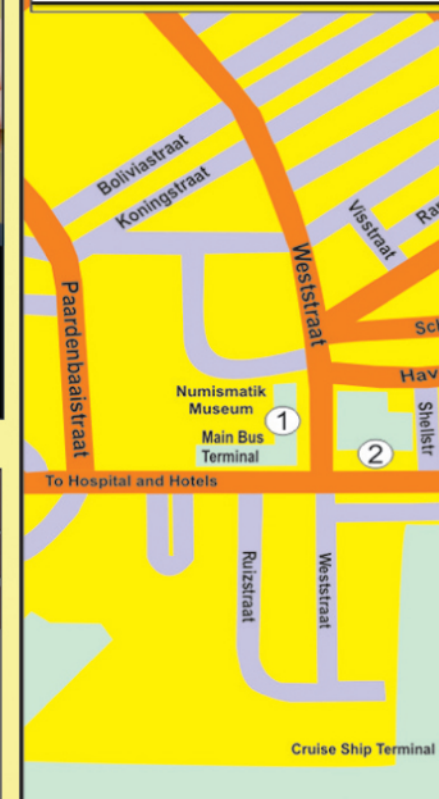 Boliviastraat
Koningstraat
Visstraat
Weststraat
Paardenbaaistraat
Numismatik
Museum
1
Main Bus
Terminal
2
Shellstr
To Hospital and Hotels
Ruizstraat
Weststraat
Cruise Ship Terminal